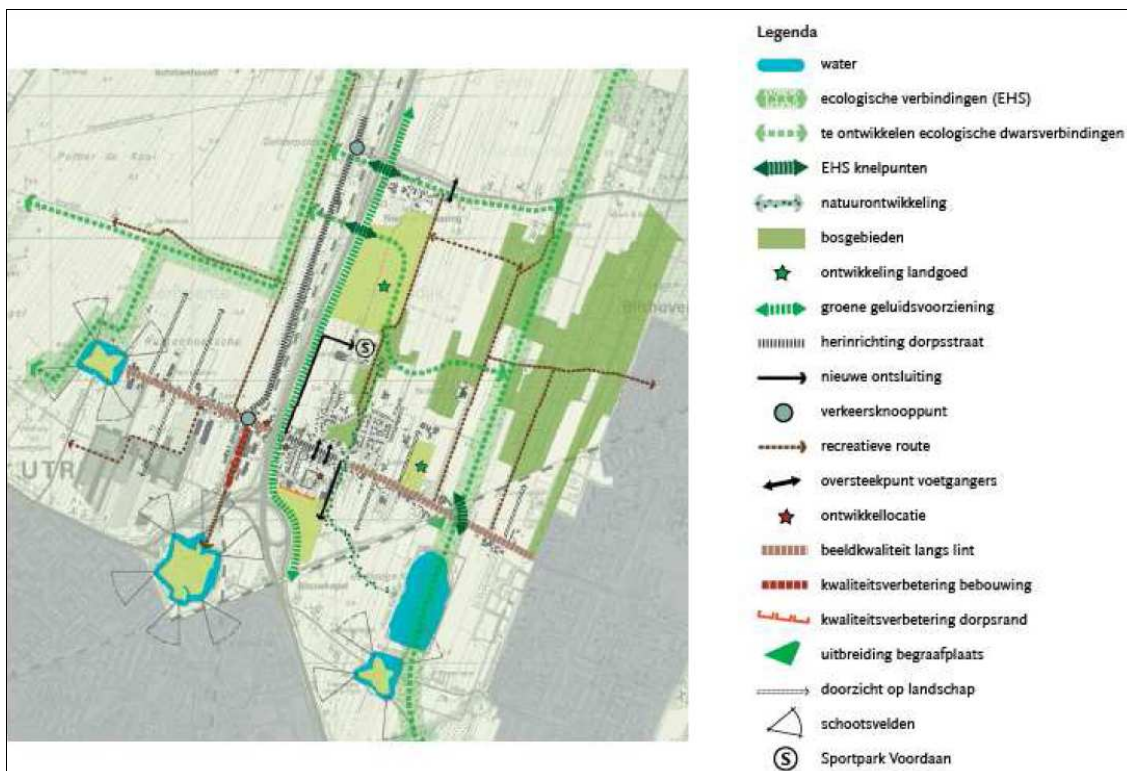 Legenda
water
ecologische verbindingen (EHS)
te ontwikkelen ecologische dwarsverbindingen
EHS knelpunten
natuurontwikkeling
bosgebieden
ontwikkeling landgoed
groene geluidsvoorziening
herinrichting dorpsstraat
nieuwe ontsluiting
verkeersknooppunt
recreatieve route
oversteekpunt voetgangers
ontwikkellocatie
beeldkwaliteit langs lint
kwaliteitsverbetering bebouwing
kwaliteitsverbetering dorpsrand
uitbreiding begraafplaats
doorzicht op landschap
schootsvelden
S Sportpark Voordaan
S
UTR